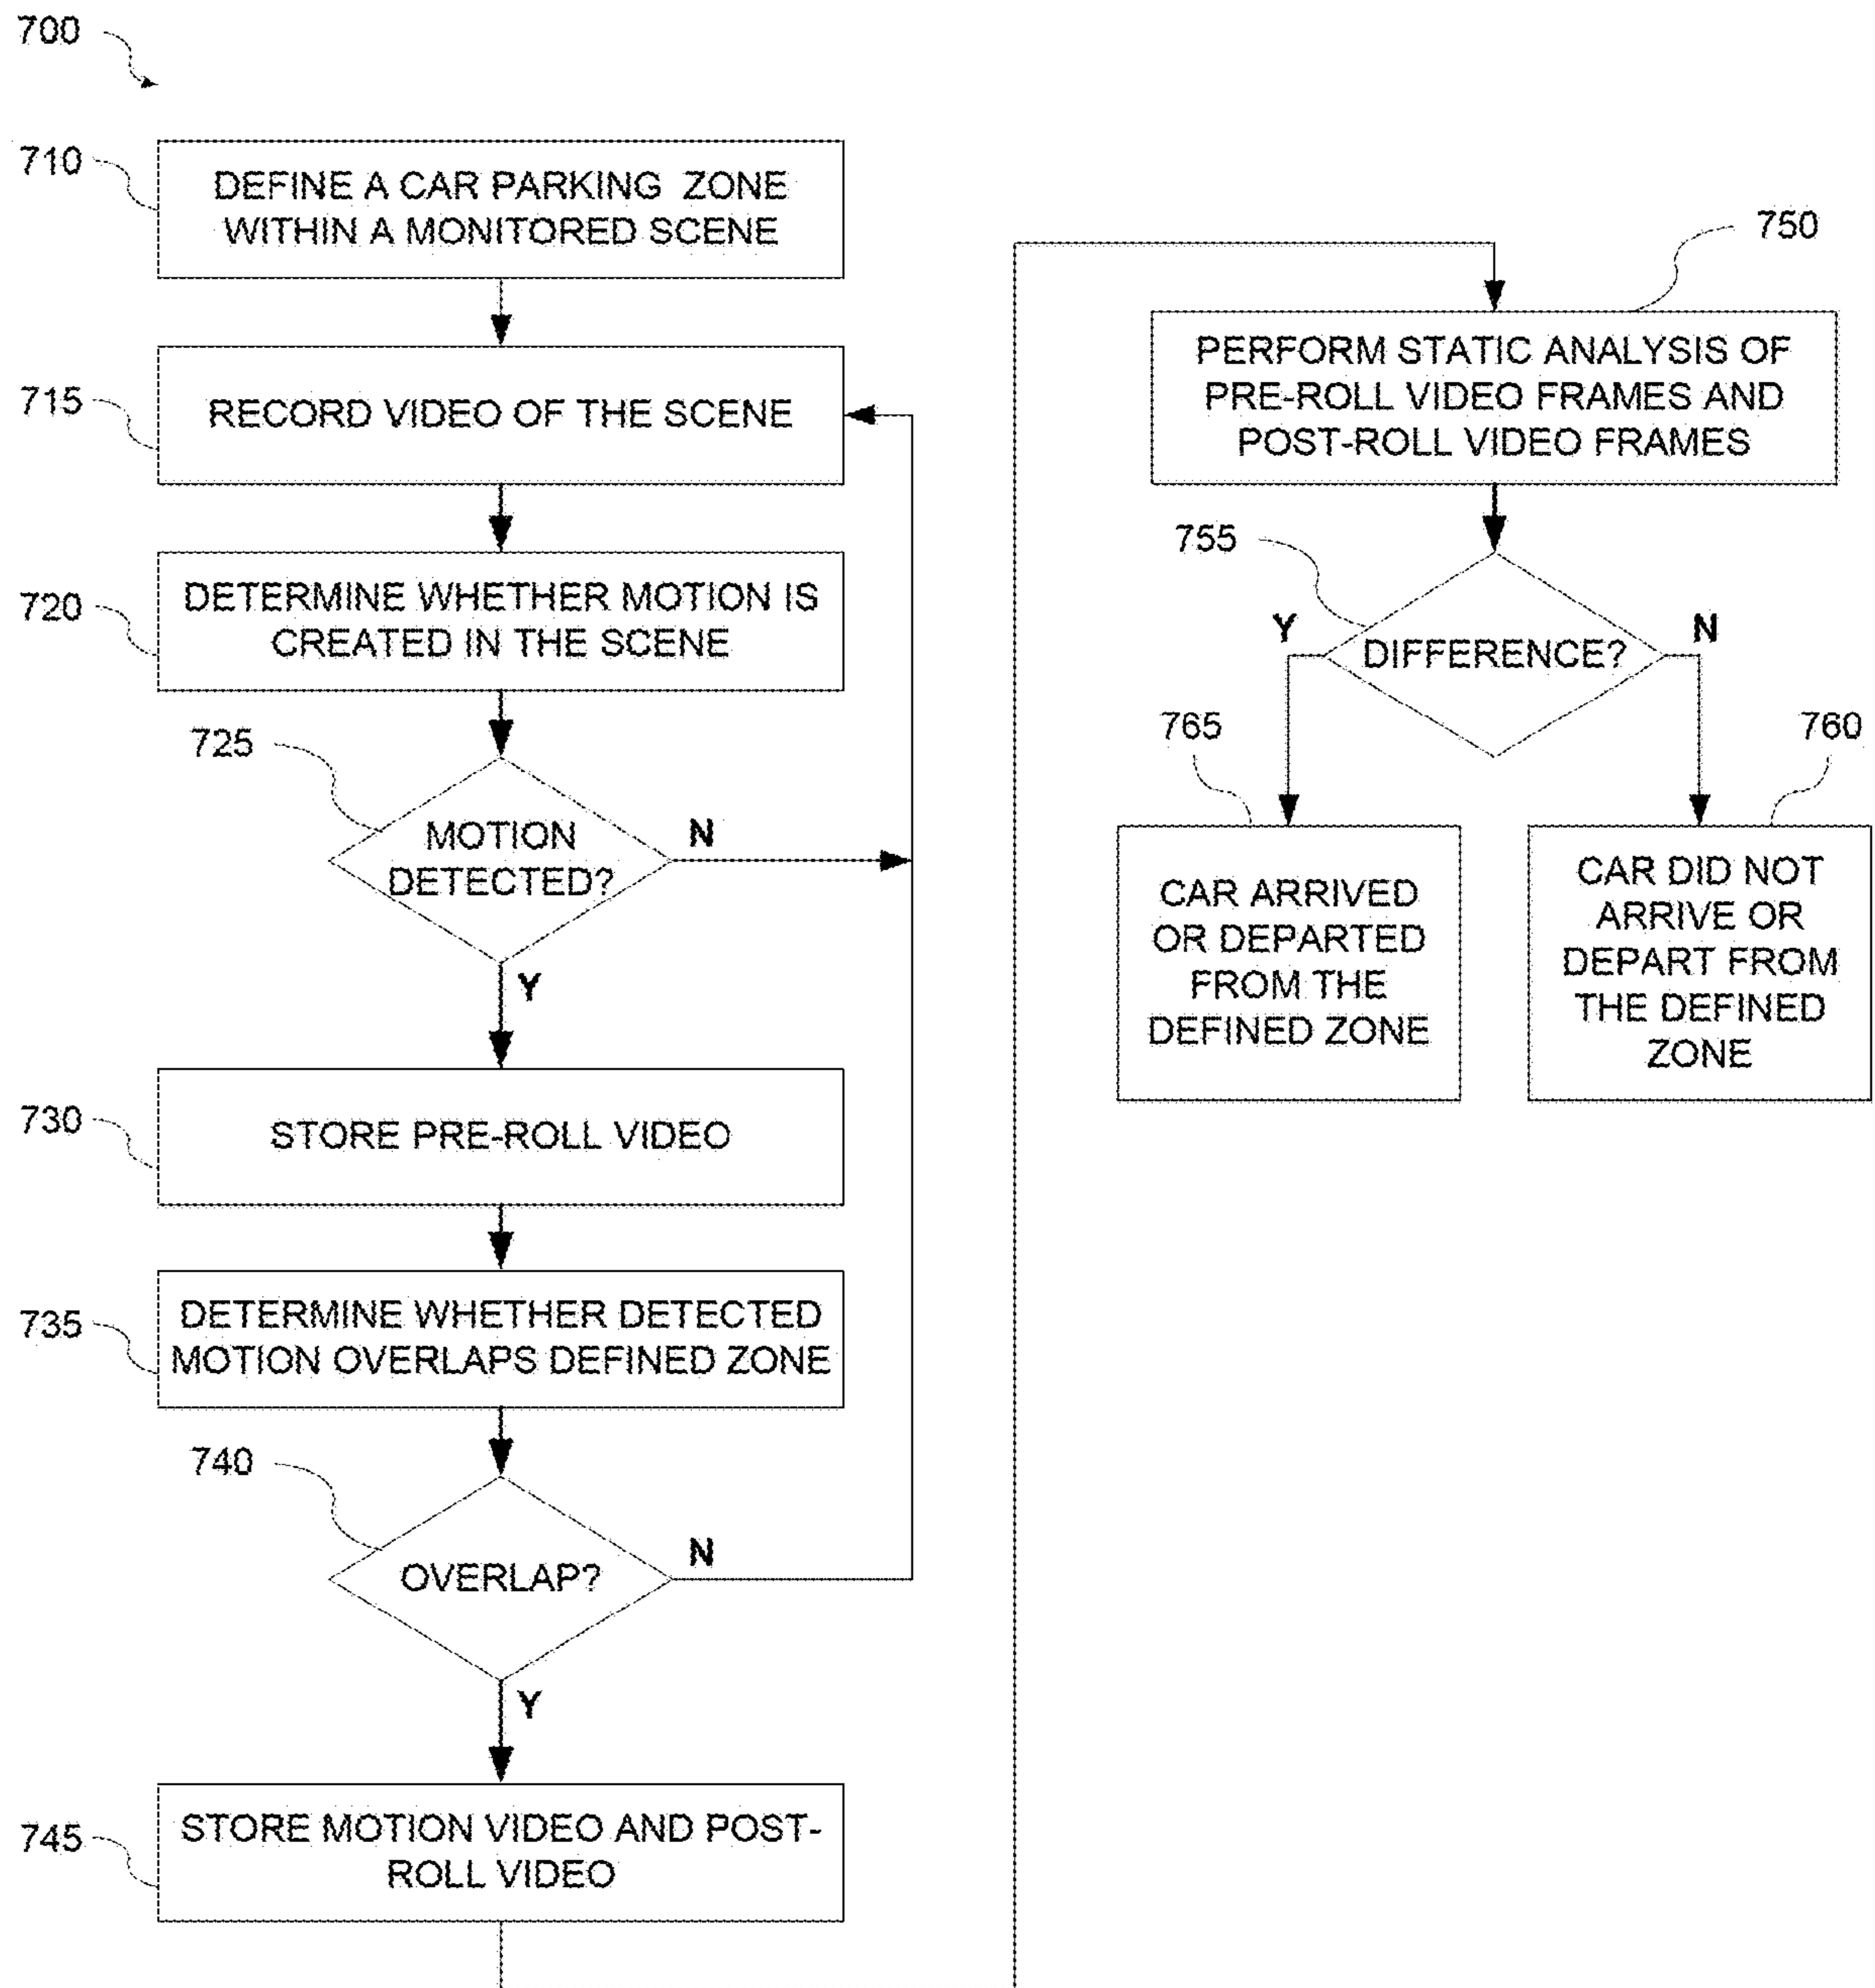 700
710
DEFINE A CAR PARKING ZONE
WITHIN A MONITORED SCENE
715
RECORD VIDEO OF THE SCENE
720
DETERMINE WHETHER MOTION IS
CREATED IN THE SCENE
725
MOTION
DETECTED?
N
Y
730
STORE PRE-ROLL VIDEO
735
DETERMINE WHETHER DETECTED
MOTION OVERLAPS DEFINED ZONE
740
OVERLAP?
N
Y
745
STORE MOTION VIDEO AND POST-
ROLL VIDEO
750
PERFORM STATIC ANALYSIS OF
PRE-ROLL VIDEO FRAMES AND
POST-ROLL VIDEO FRAMES
755
DIFFERENCE?
Y
N
765
CAR ARRIVED
OR DEPARTED
FROM THE
DEFINED ZONE
760
CAR DID NOT
ARRIVE OR
DEPART FROM
THE DEFINED
ZONE